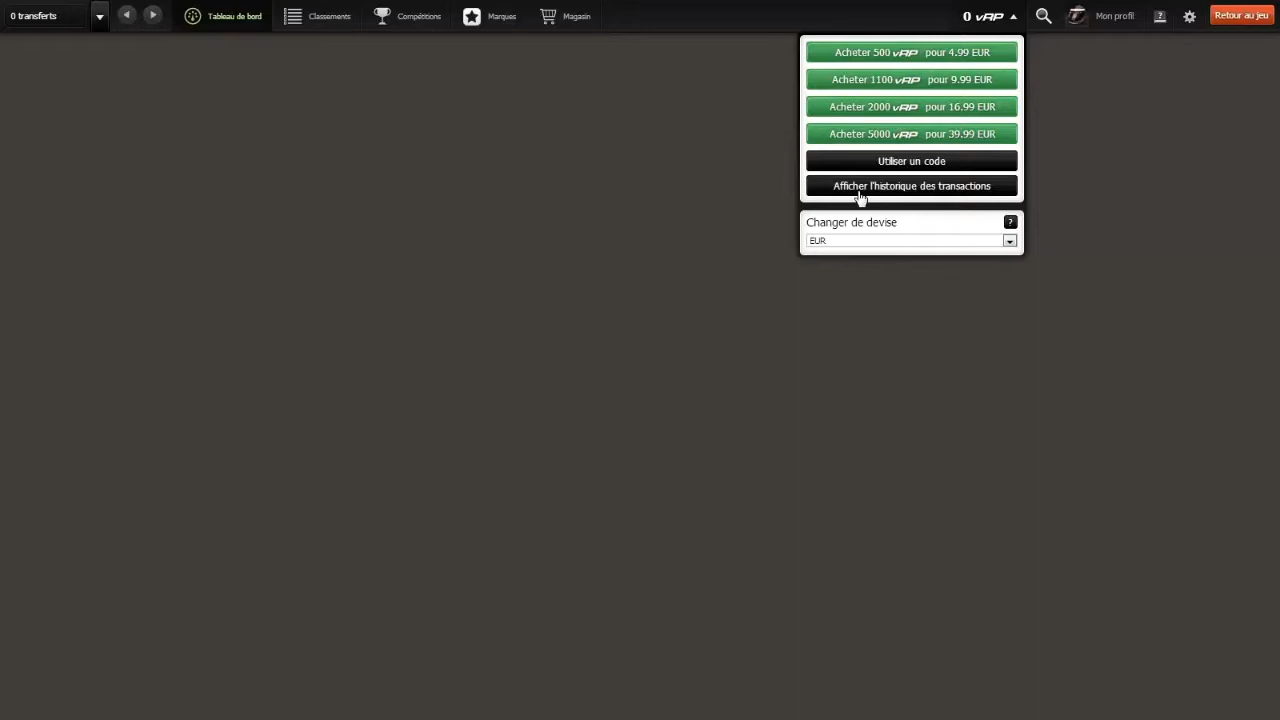 0 transferts
Tableau de bord
Classements
Compétitions
Marques
Magasin
0 vRP
Mon profil
?
Retour au jeu
Acheter 500 vRP pour 4.99 EUR
Acheter 1100 vRP pour 9.99 EUR
Acheter 2000 vRP pour 16.99 EUR
Acheter 5000 vRP pour 39.99 EUR
Utiliser un code
Afficher l'historique des transactions
Changer de devise ?
EUR